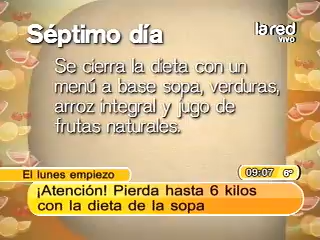 Séptimo día
la red
vivo
Se cierra la dieta con un
menú a base sopa, verduras,
arroz integral y jugo de
frutas naturales.
El lunes empiezo
09:07 6º
¡Atención! Pierda hasta 6 kilos
con la dieta de la sopa